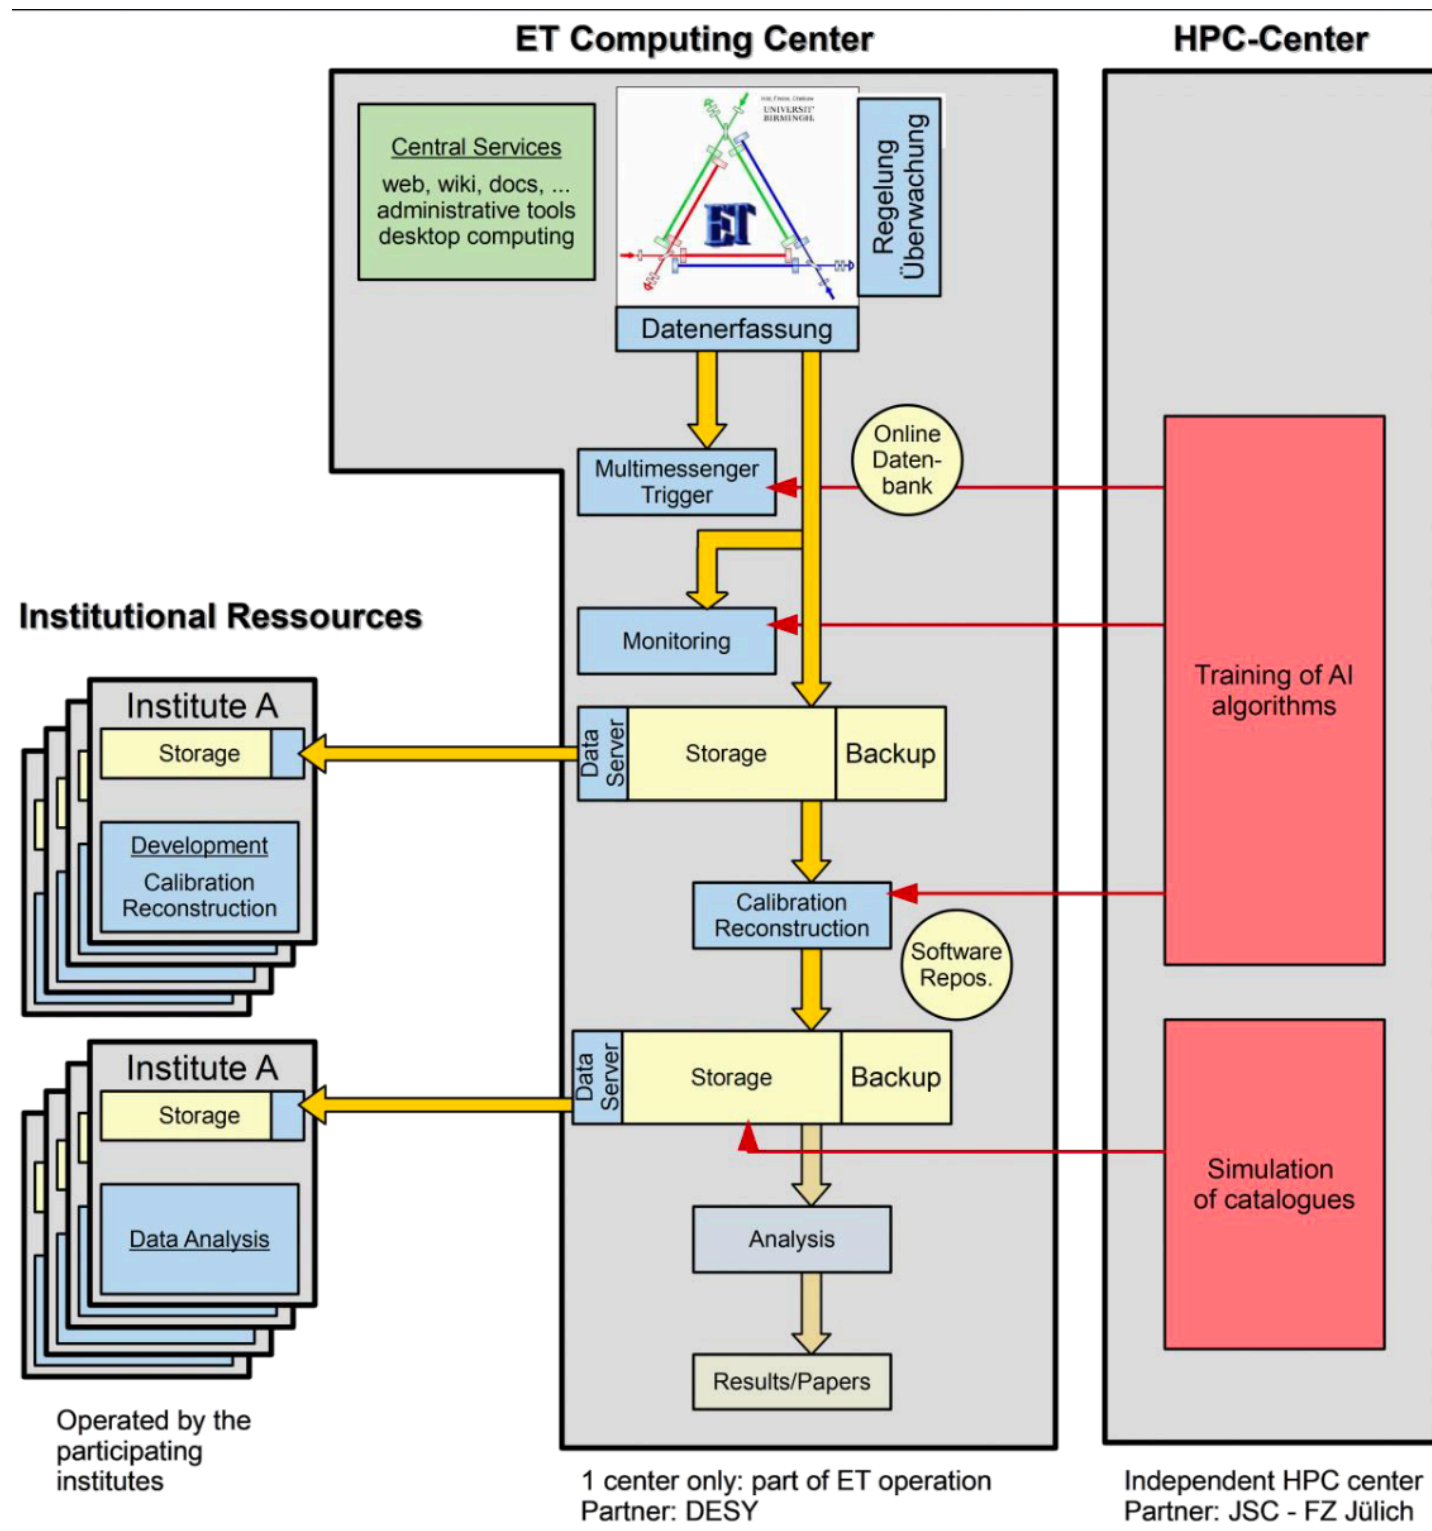 ET Computing Center
HPC-Center
Central Services
web, wiki, docs, ...
administrative tools
desktop computing
UNIVERSIT
BIRMINGH
ET
Regelung
Überwachung
Datenerfassung
Online
Daten-
bank
Multimessenger
Trigger
Monitoring
Training of AI
algorithms
Institutional Ressources
Institute A
Storage
Development
Calibration
Reconstruction
Data
Server
Storage
Backup
Calibration
Reconstruction
Software
Repos.
Institute A
Storage
Data Analysis
Data
Server
Storage
Backup
Simulation
of catalogues
Analysis
Results/Papers
Operated by the
participating
institutes
1 center only: part of ET operation
Partner: DESY
Independent HPC center
Partner: JSC - FZ Jülich